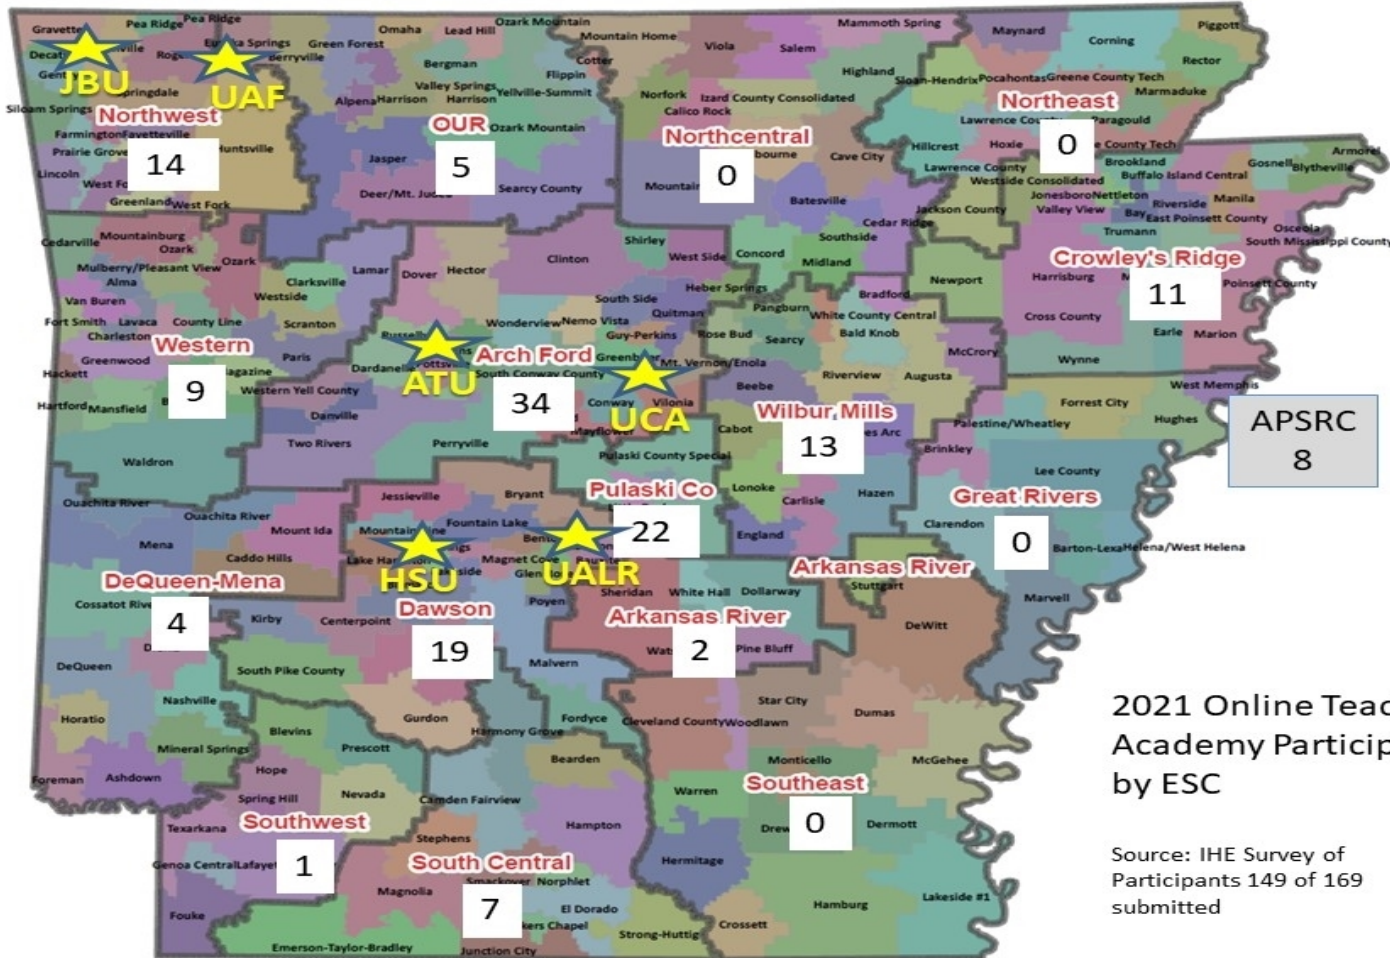 Gravette
Pea Ridge
Pea Ridge
Omaha
Lead Hill
Ozark Mountain
Mountain Home
Viola
Salem
Mammoth Spring
Maynard
Corning
Piggott
Eureka Springs
Green Forest
Berryville
Bergman
Cotter
Highland
Rector
JBU
UAF
Springdale
Valley Springs
Flippin
Yellville-Summit
Alpena
Harrison
Harrison
Norfork
Izard County Consolidated
Calico Rock
Sloan-Hendrix
Pocahontas
Greene County Tech
Marmaduke
Siloam Springs
Northwest
14
OUR
5
Ozark Mountain
Northcentral
0
Northeast
0
Lawrence County
Paragould
Farmington
Fayetteville
Prairie Grove
Huntsville
Lincoln
West Fork
Greenland
Jasper
Deer/Mt. Judea
Searcy County
Cave City
Batesville
Hillcrest
Hoxie
Lawrence County
Brookland
Westside Consolidated
Buffalo Island Central
Gosnell
Armorel
Blytheville
Jonesboro
Nettleton
Riverside
Manila
Valley View
Bay
East Poinsett County
Trumann
Osceola
South Mississippi County
Jackson County
Cedar Ridge
Southside
Concord
Midland
Newport
Crowley's Ridge
11
Harrisburg
Poinsett County
Cross County
Earle
Marion
Wynne
West Memphis
Cedarville
Mountainburg
Ozark
Ozark
Mulberry/Pleasant View
Alma
Clarksville
Lamar
Westside
Van Buren
Fort Smith
Lavaca
County Line
Scranton
Charleston
Western
9
Greenwood
Paris
Hackett
Magazine
Hartford
Mansfield
Waldron
Dover
Hector
Clinton
Shirley
West Side
Heber Springs
South Side
Quitman
Wonderview
Nemo Vista
Guy-Perkins
Arch Ford
34
Greenbrier
Mt. Vernon/Enola
Dardanelle
Pottsville
South Conway County
ATU
UCA
Conway
Vilonia
Mayflower
Western Yell County
Danville
Two Rivers
Perryville
Pangburn
Bradford
White County Central
Rose Bud
Searcy
Bald Knob
McCrory
Riverview
Augusta
Beebe
Wilbur Mills
13
Cabot
Lonoke
Carlisle
Hazen
England
Palestine/Wheatley
Forrest City
Hughes
Brinkley
Lee County
Great Rivers
0
Clarendon
Barton-Lexa
Helena/West Helena
Marvell
APSRC
8
Pulaski County Special
Pulaski Co
22
Ouachita River
Ouachita River
Mount Ida
Mena
Caddo Hills
DeQueen-Mena
4
Cossatot River
DeQueen
Nashville
Horatio
Mineral Springs
Foreman
Ashdown
Jessieville
Bryant
Fountain Lake
Magnet Cove
HSU
UALR
Dawson
19
Poyen
Kirby
Centerpoint
South Pike County
Malvern
Gurdon
Sheridan
White Hall
Dollarway
Arkansas River
Arkansas River
2
Pine Bluff
Stuttgart
DeWitt
Blevins
Prescott
Hope
Spring Hill
Nevada
Southwest
1
Texarkana
Genoa Central
Fouke
Fordyce
Harmony Grove
Bearden
Camden Fairview
Hampton
Stephens
South Central
7
Magnolia
Smackover
Norphlet
El Dorado
Emerson-Taylor-Bradley
Junction City
Strong-Huttig
Cleveland County
Woodlawn
Star City
Dumas
Monticello
McGehee
Southeast
0
Warren
Dermott
Hermitage
Hamburg
Lakeside #1
Crossett
2021 Online Teac
Academy Particip
by ESC
Source: IHE Survey of
Participants 149 of 169
submitted